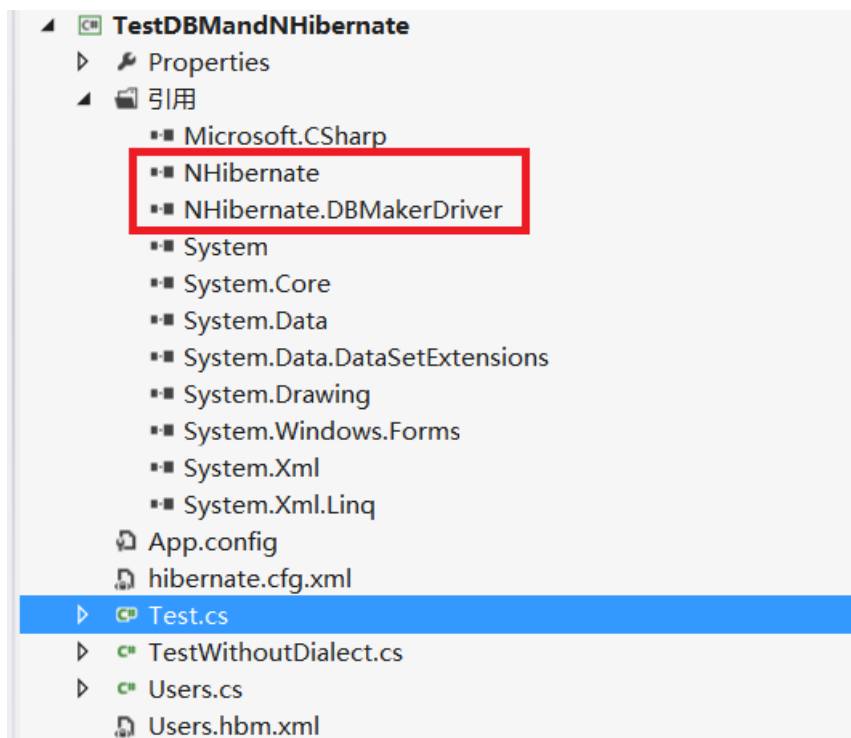 TestDBMandNHibernate
Properties
引用
Microsoft.CSharp
NHibernate
NHibernate.DBMakerDriver
System
System.Core
System.Data
System.Data.DataSetExtensions
System.Drawing
System.Windows.Forms
System.Xml
System.Xml.Linq
App.config
hibernate.cfg.xml
Test.cs
TestWithoutDialect.cs
Users.cs
Users.hbm.xml